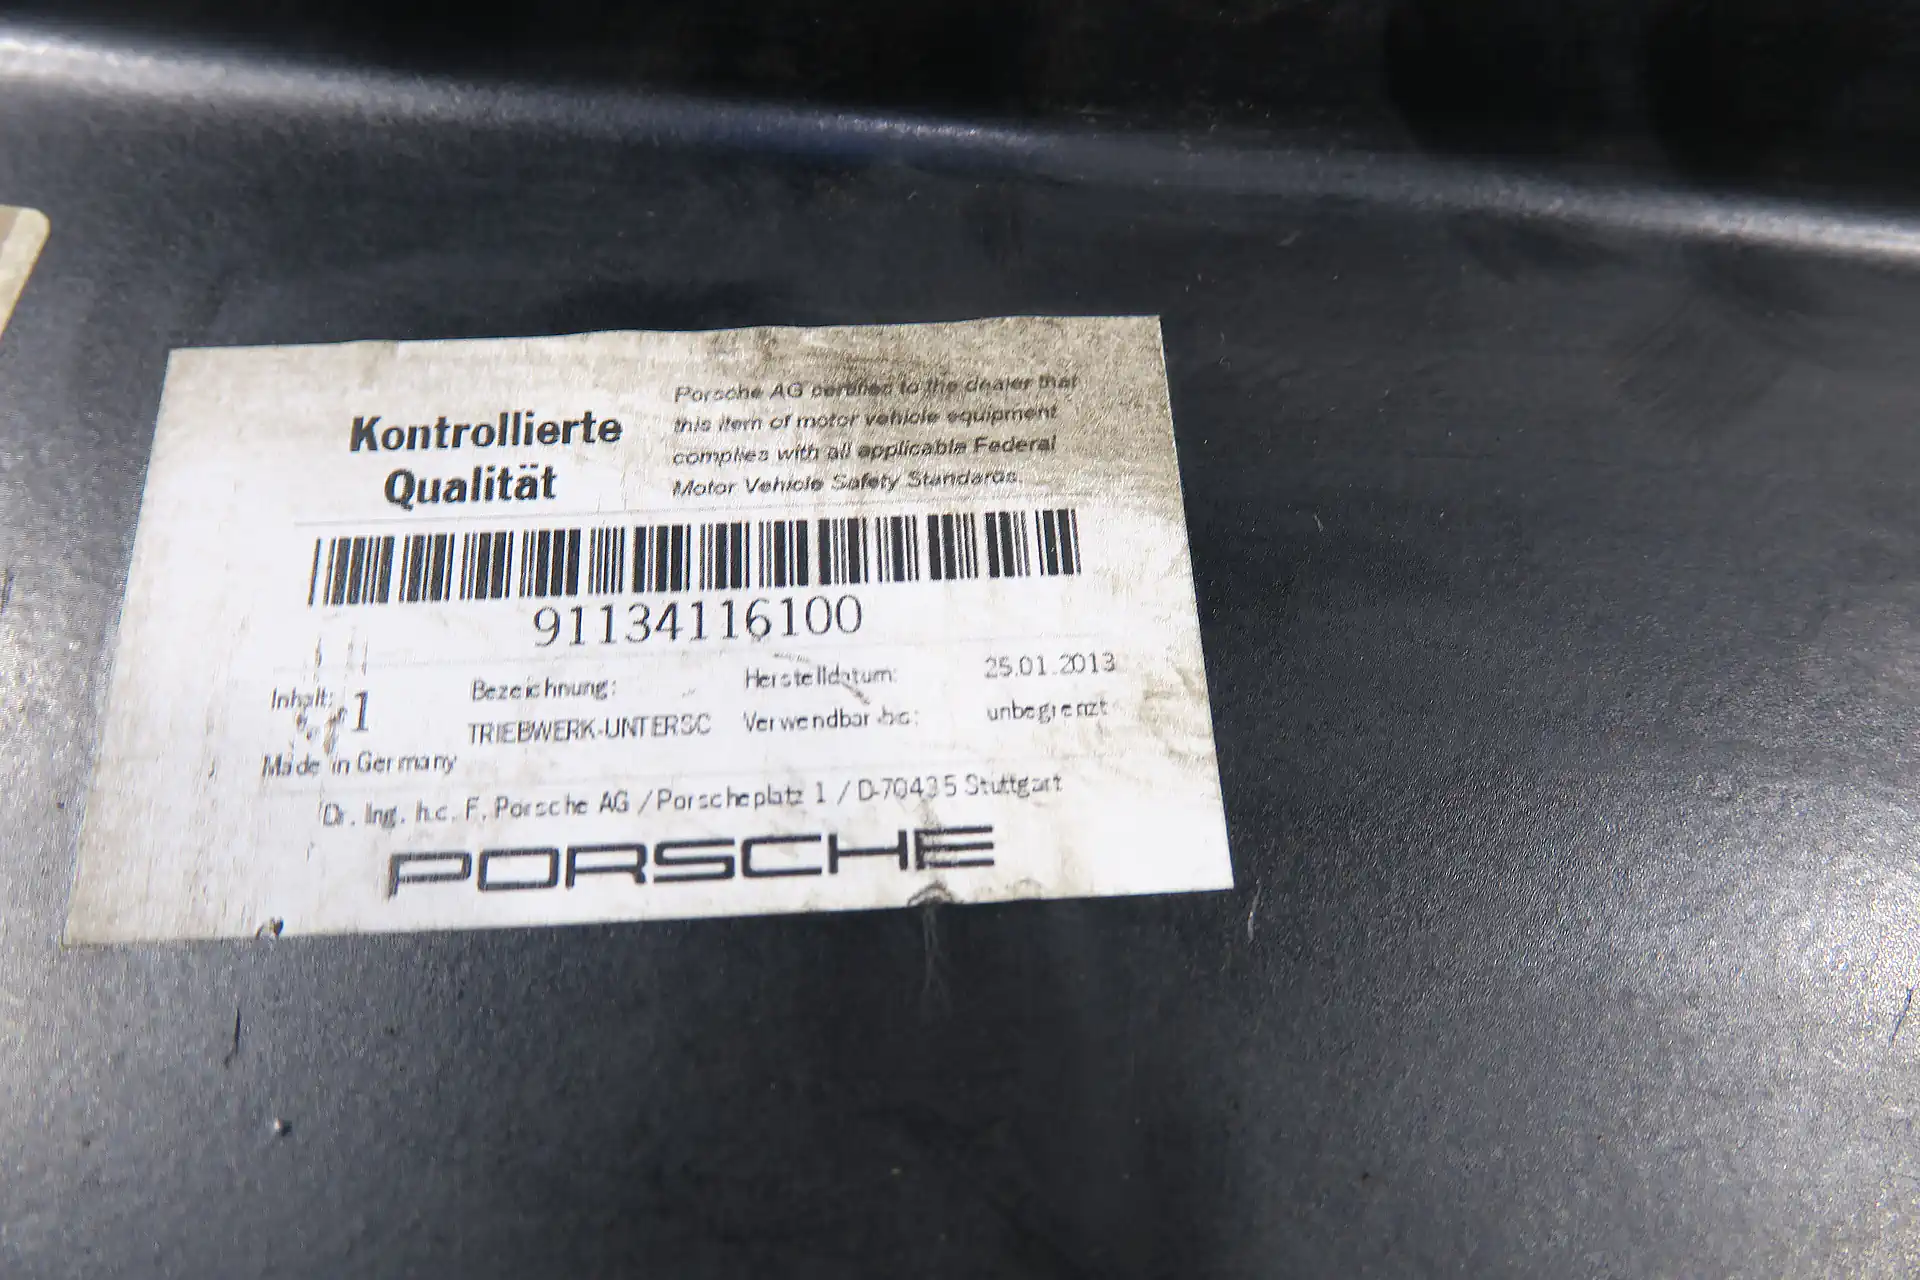 Kontrollierte
Qualität
Porsche AG certified to the dealer that
this item of motor vehicle equipment
complies with all applicable Federal
Motor Vehicle Safety Standards.
91134116100
Inhalt: 1
Bezeichnung:
TRIEBWERK-UNTERSC
Herstelldatum: 25.01.2013
Verwendbar bis: unbegrenzt
Made in Germany
Dr. Ing. h.c. F. Porsche AG / Porscheplatz 1 / D-70435 Stuttgart
PORSCHE